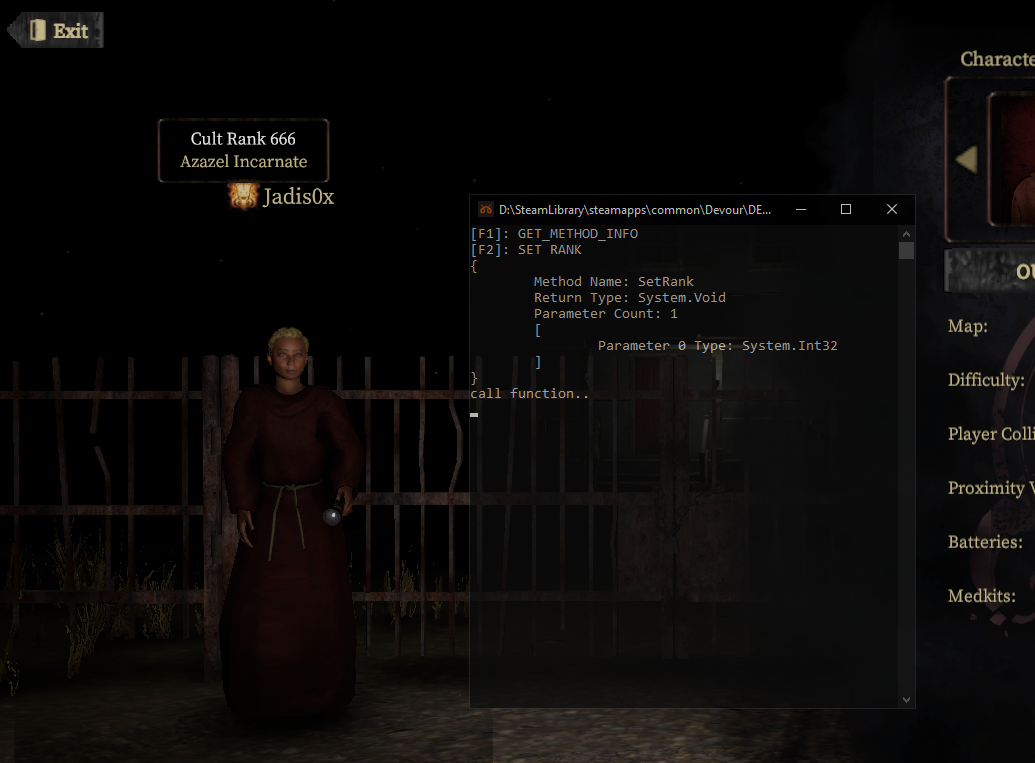 Exit
Cult Rank 666
Azazel Incarnate
Jadis0x
D:\SteamLibrary\steamapps\common\Devour\DE...
[F1]: GET_METHOD_INFO
[F2]: SET RANK
{
Method Name: SetRank
Return Type: System.Void
Parameter Count: 1
[
Parameter 0 Type: System.Int32
]
}
call function..
Characte
OU
Map:
Difficulty:
Player Colli
Proximity V
Batteries:
Medkits: